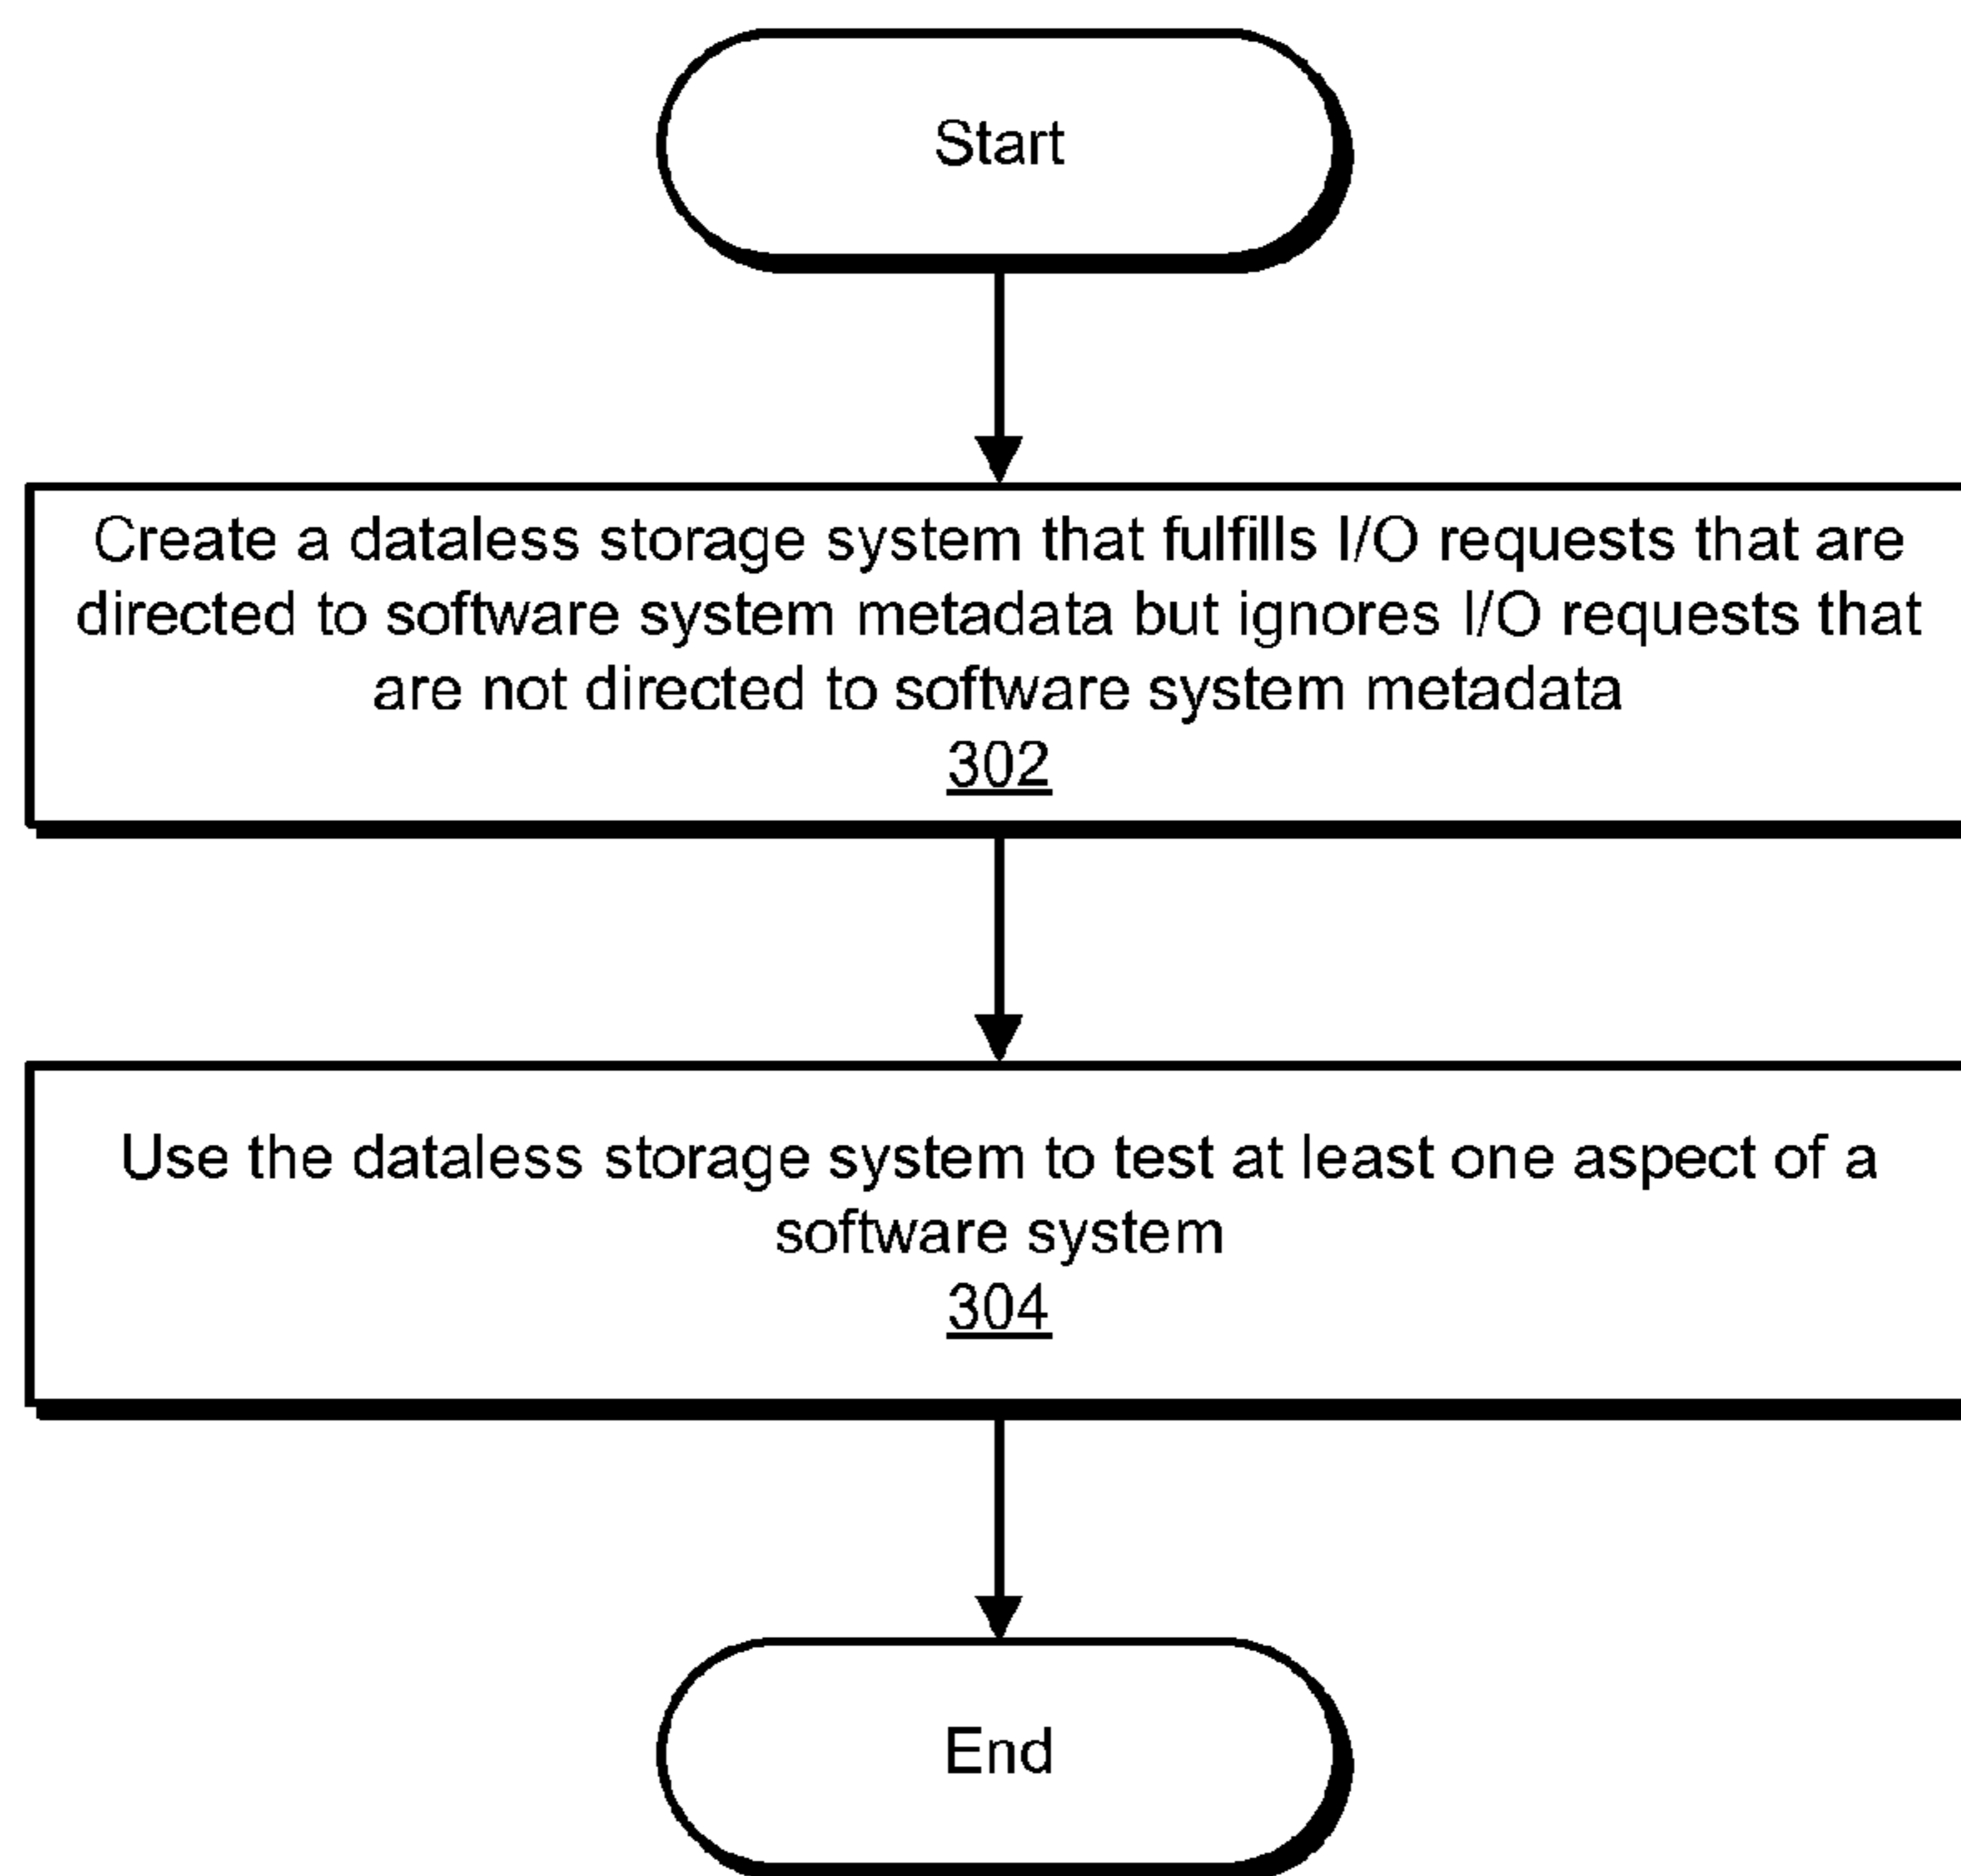 Start
Create a dataless storage system that fulfills I/O requests that are
directed to software system metadata but ignores I/O requests that
are not directed to software system metadata
302
Use the dataless storage system to test at least one aspect of a
software system
304
End